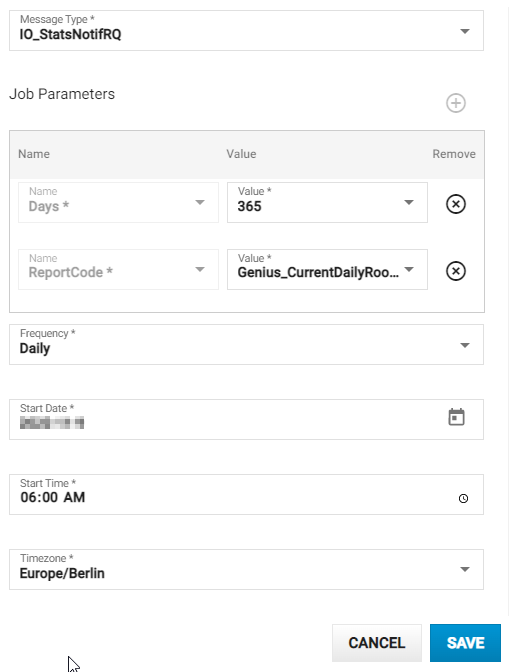 Message Type *
IO_StatsNotifRQ
Job Parameters
Name Value Remove
Name Value *
Days * 365
Name Value *
ReportCode * Genius_CurrentDailyRoo...
Frequency *
Daily
Start Date *
Start Time *
06:00 AM
Timezone *
Europe/Berlin
CANCEL SAVE